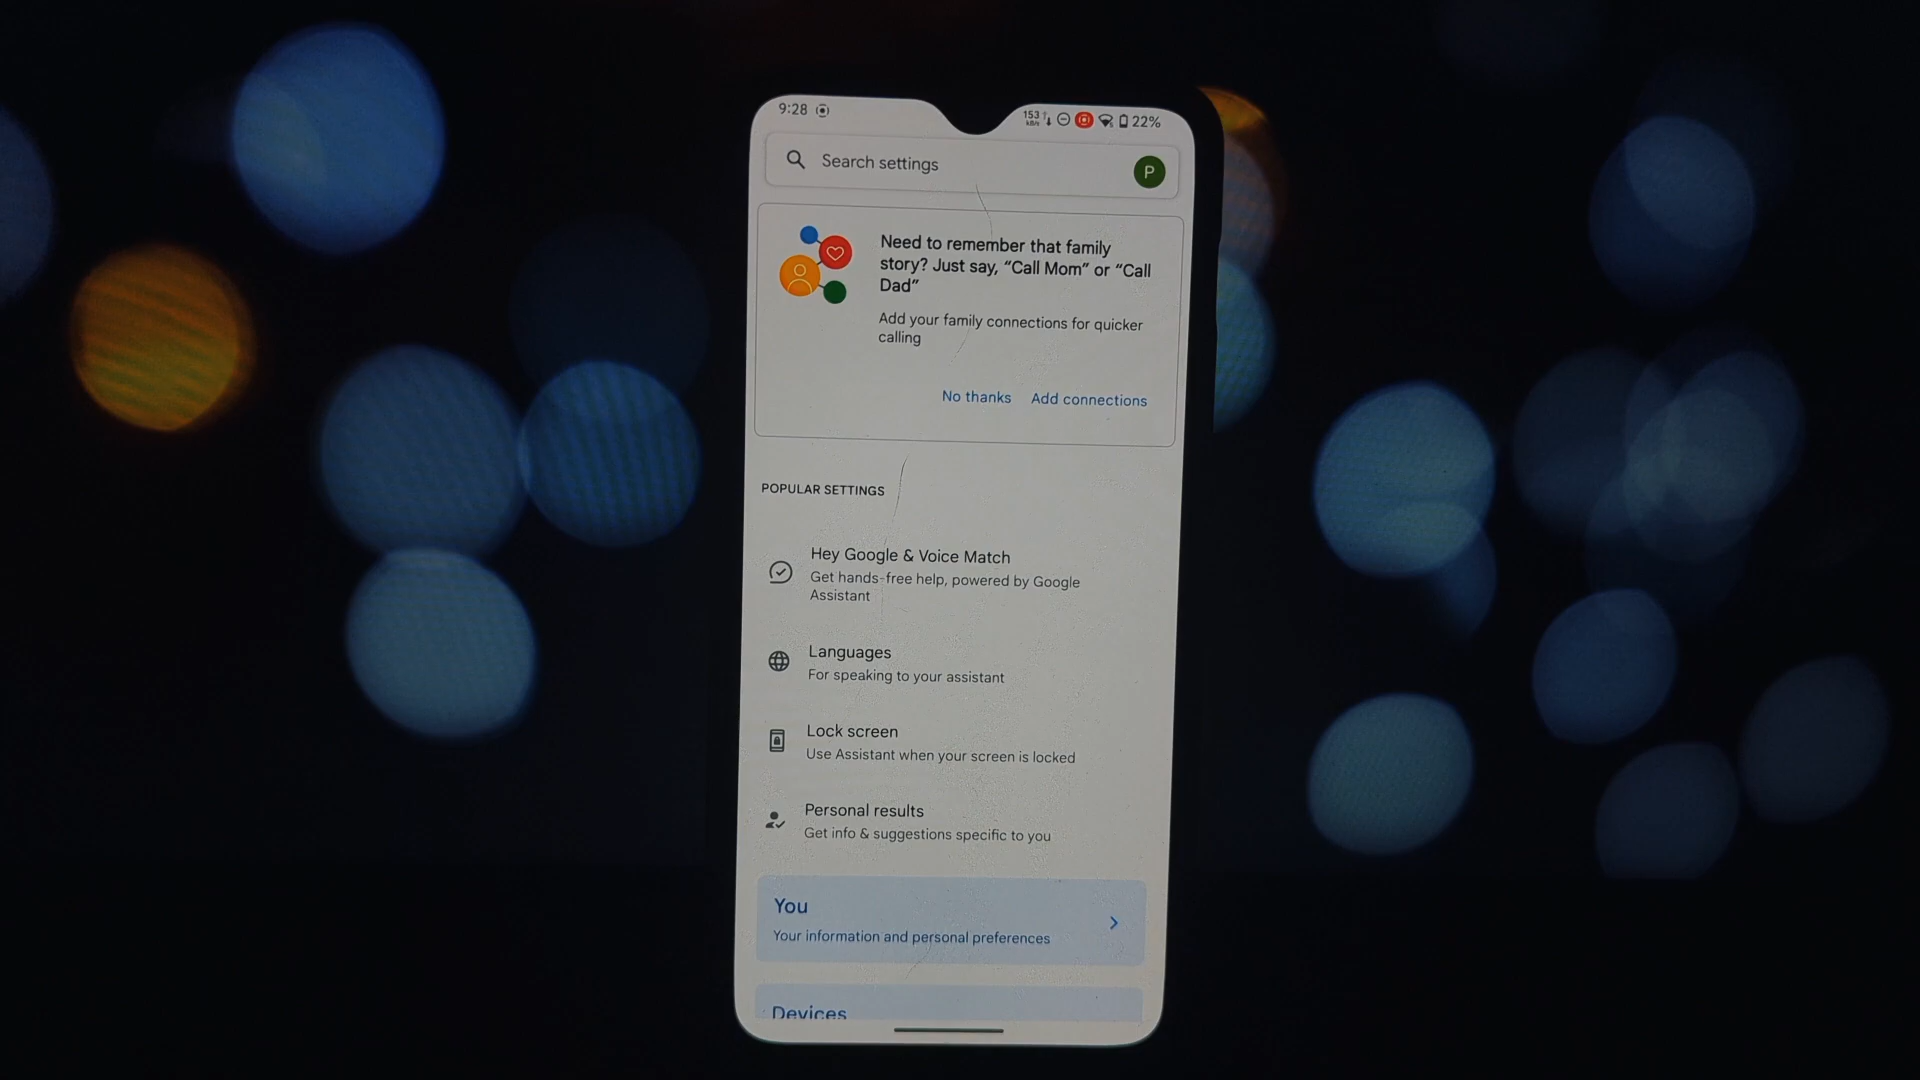 9:28
153
kB/s
22%
Search settings
P
Need to remember that family
story? Just say, “Call Mom” or “Call
Dad”
Add your family connections for quicker
calling
No thanks
Add connections
POPULAR SETTINGS
Hey Google & Voice Match
Get hands-free help, powered by Google
Assistant
Languages
For speaking to your assistant
Lock screen
Use Assistant when your screen is locked
Personal results
Get info & suggestions specific to you
You
Your information and personal preferences
Devices